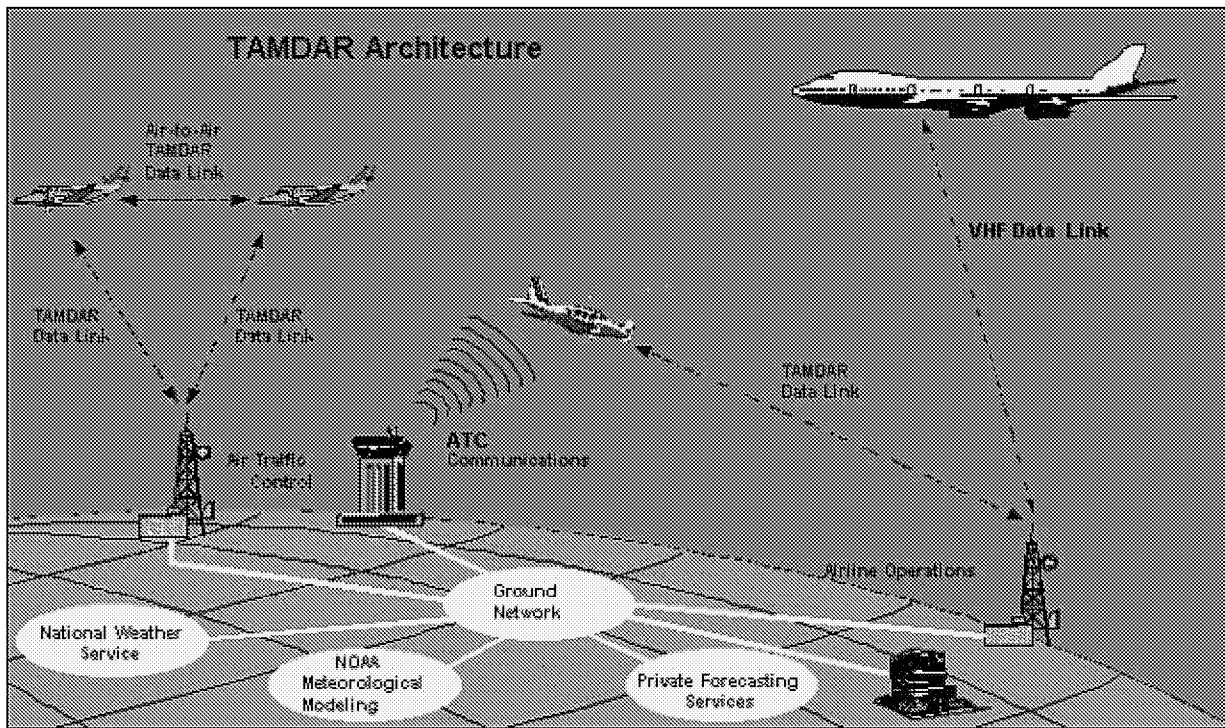 TAMDAR Architecture
Air-to-Air
TAMDAR
Data Link
VHF Data Link
TAMDAR
Data Link
TAMDAR
Data Link
TAMDAR
Data Link
ATC
Communications
Air Traffic
Control
Airline Operations
Ground
Network
National Weather
Service
NOAA
Meteorological
Modeling
Private Forecasting
Services